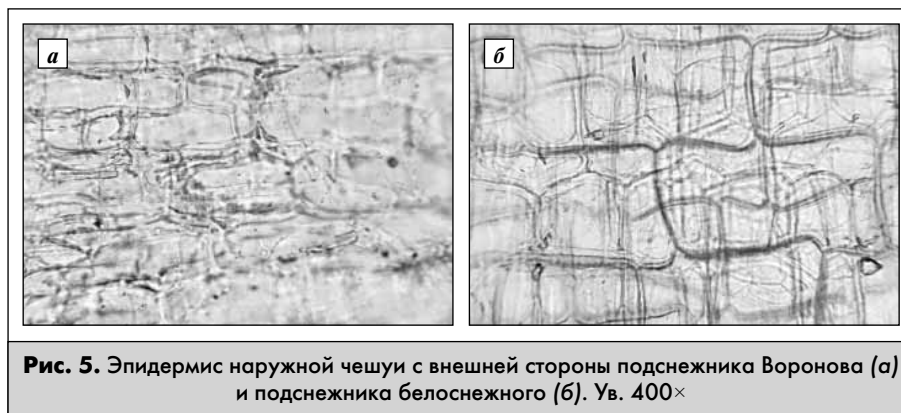 а
б
Рис. 5. Эпидермис наружной чешуи с внешней стороны подснежника Воронова (а)
и подснежника белоснежного (б). Ув. 400×